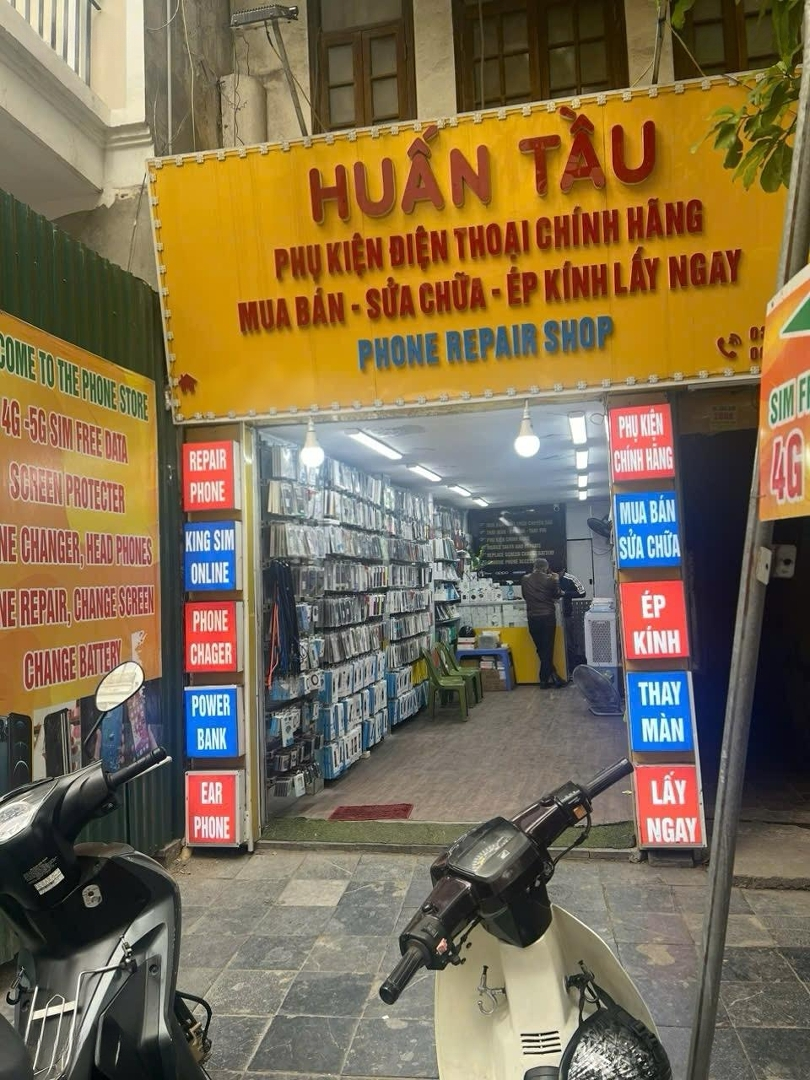 HUẤN TẦU
PHỤ KIỆN ĐIỆN THOẠI CHÍNH HÃNG
MUA BÁN - SỬA CHỮA - ÉP KÍNH LẤY NGAY
PHONE REPAIR SHOP
COME TO THE PHONE STORE
4G -5G SIM FREE DATA
SCREEN PROTECTER
CHANGER, HEAD PHONES
REPAIR, CHANGE SCREEN
CHANGE BATTERY
REPAIR
PHONE
KING SIM
ONLINE
PHONE
CHAGER
POWER
BANK
EAR
PHONE
PHỤ KIỆN
CHÍNH HÃNG
MUA BÁN
SỬA CHỮA
ÉP
KÍNH
THAY
MÀN
LẤY
NGAY
SIM
4G